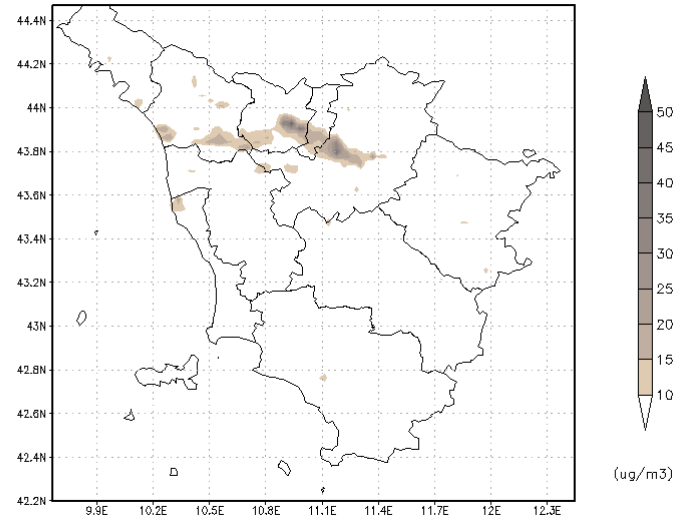 44.4N
44.2N
44N
43.8N
43.6N
43.4N
43.2N
43N
42.8N
42.6N
42.4N
42.2N
9.9E 10.2E 10.5E 10.8E 11.1E 11.4E 11.7E 12E 12.3E
50
45
40
35
30
25
20
15
10
(ug/m3)